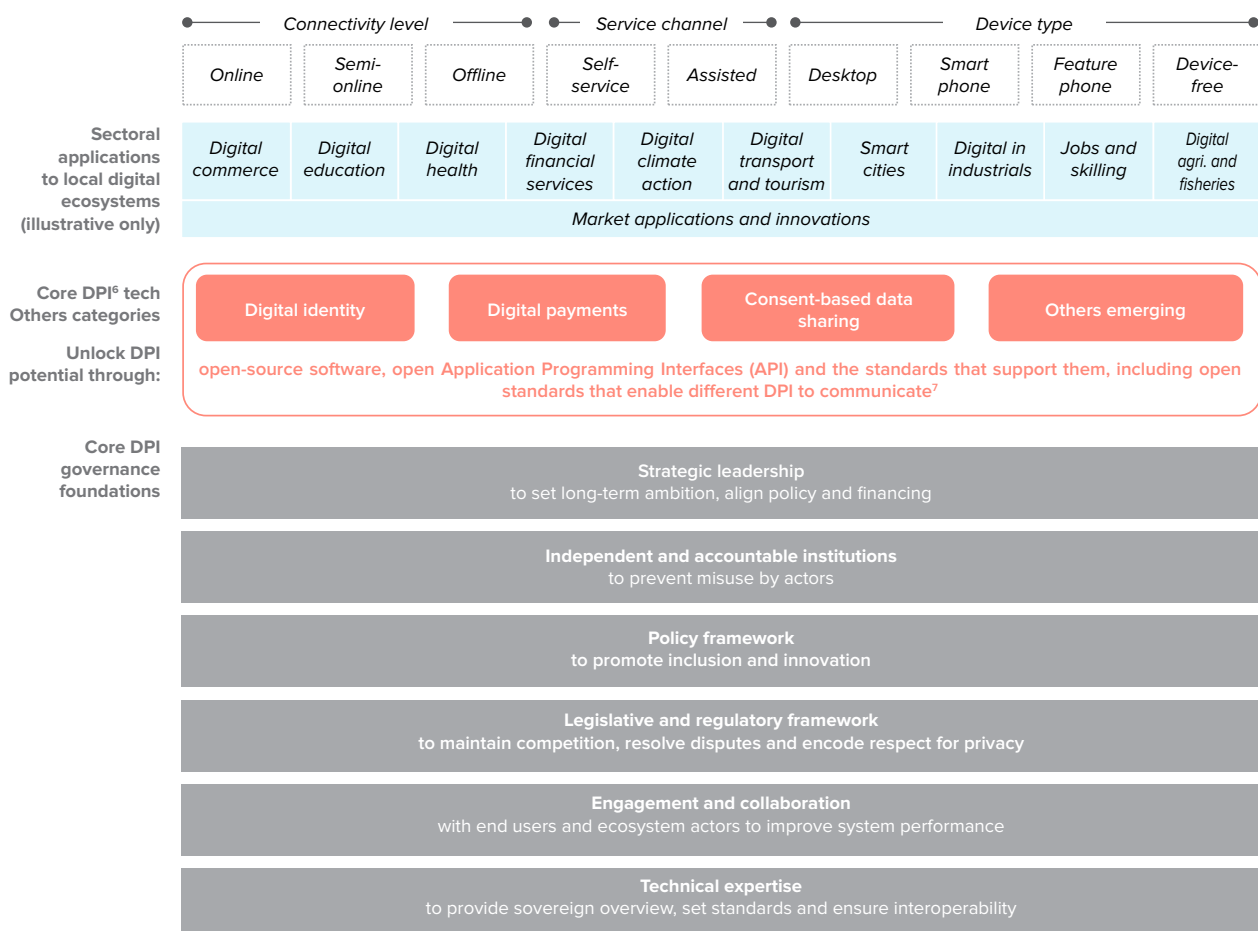 Connectivity level
Service channel
Device type
Online
Semi-
online
Offline
Self-
service
Assisted
Desktop
Smart
phone
Feature
phone
Device-
free
Sectoral
applications
to local digital
ecosystems
(illustrative only)
Digital
commerce
Digital
education
Digital
health
Digital
financial
services
Digital
climate
action
Digital
transport
and tourism
Smart
cities
Digital in
industrials
Jobs and
skilling
Digital
agri. and
fisheries
Market applications and innovations
Core DPI⁶ tech
Others categories
Digital identity
Digital payments
Consent-based data
sharing
Others emerging
Unlock DPI
potential through:
open-source software, open Application Programming Interfaces (API) and the standards that support them, including open
standards that enable different DPI to communicate⁷
Core DPI
governance
foundations
Strategic leadership
to set long-term ambition, align policy and financing
Independent and accountable institutions
to prevent misuse by actors
Policy framework
to promote inclusion and innovation
Legislative and regulatory framework
to maintain competition, resolve disputes and encode respect for privacy
Engagement and collaboration
with end users and ecosystem actors to improve system performance
Technical expertise
to provide sovereign overview, set standards and ensure interoperability